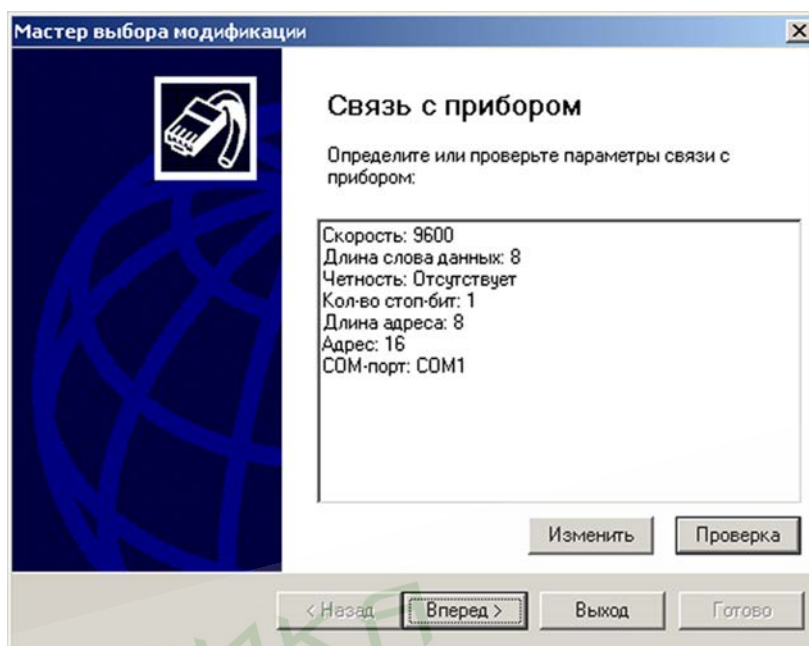 Мастер выбора модификации
Связь с прибором
Определите или проверьте параметры связи с
прибором:
Скорость: 9600
Длина слова данных: 8
Четность: Отсутствует
Кол-во стоп-бит: 1
Длина адреса: 8
Адрес: 16
COM-порт: COM1
Изменить Проверка
< Назад Вперед > Выход Готово